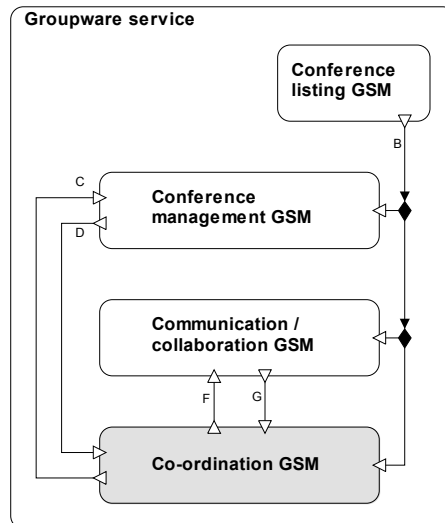 Groupware service
Conference
listing GSM
B
C
Conference
management GSM
D
Communication /
collaboration GSM
F
G
Co-ordination GSM